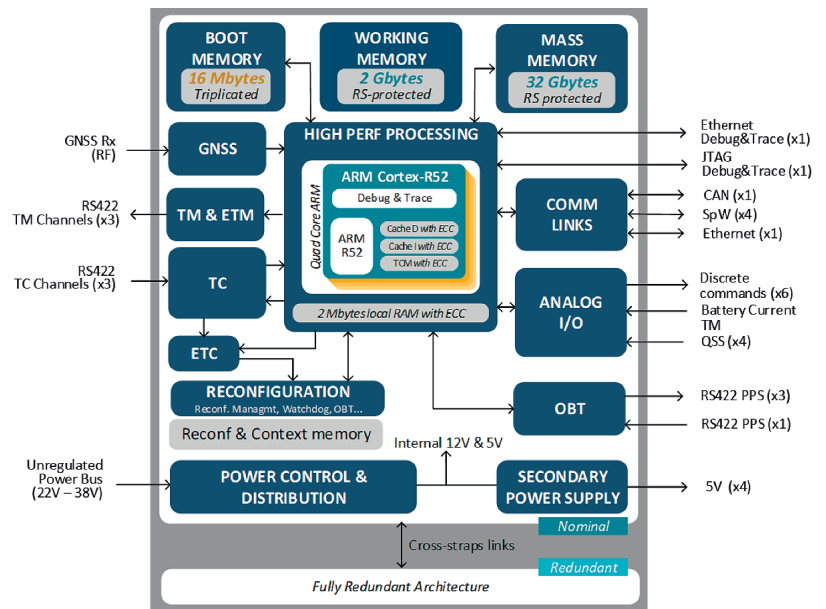 BOOT
MEMORY
16 Mbytes
Triplicated
WORKING
MEMORY
2 Gbytes
RS-protected
MASS
MEMORY
32 Gbytes
RS protected
GNSS Rx
(RF)
GNSS
HIGH PERF PROCESSING
Ethernet
Debug&Trace (x1)
JTAG
Debug&Trace (x1)
Quad Core ARM
ARM Cortex-R52
Debug & Trace
ARM
R52
Cache D with ECC
Cache I with ECC
TCM with ECC
2 Mbytes local RAM with ECC
RS422
TM Channels (x3)
TM & ETM
COMM
LINKS
CAN (x1)
SpW (x4)
Ethernet (x1)
RS422
TC Channels (x3)
TC
ANALOG
I/O
Discrete
commands (x6)
Battery Current
TM
QSS (x4)
ETC
RECONFIGURATION
Reconf. Managmt, Watchdog, OBT...
Reconf & Context memory
OBT
RS422 PPS (x3)
RS422 PPS (x1)
Internal 12V & 5V
Unregulated
Power Bus
(22V – 38V)
POWER CONTROL &
DISTRIBUTION
SECONDARY
POWER SUPPLY
5V (x4)
Nominal
Cross-straps links
Redundant
Fully Redundant Architecture